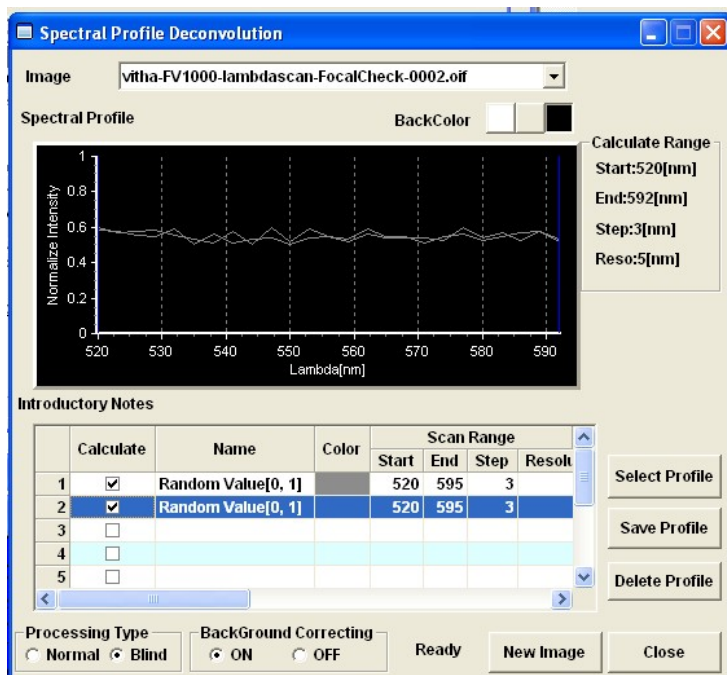 Spectral Profile Deconvolution
Image vitha-FV1000-lambdascan-FocalCheck-0002.oif
Spectral Profile BackColor
Calculate Range
Start:520[nm]
End:592[nm]
Step:3[nm]
Reso:5[nm]
Normalize Intensity
1
0.8
0.6
0.4
0.2
0
520 530 540 550 560 570 580 590
Lambda[nm]
Introductory Notes
Calculate Name Color Scan Range
Start End Step Resolu
1 Random Value[0, 1] 520 595 3
2 Random Value[0, 1] 520 595 3
3
4
5
Select Profile
Save Profile
Delete Profile
Processing Type
Normal Blind
BackGround Correcting
ON OFF
Ready New Image Close